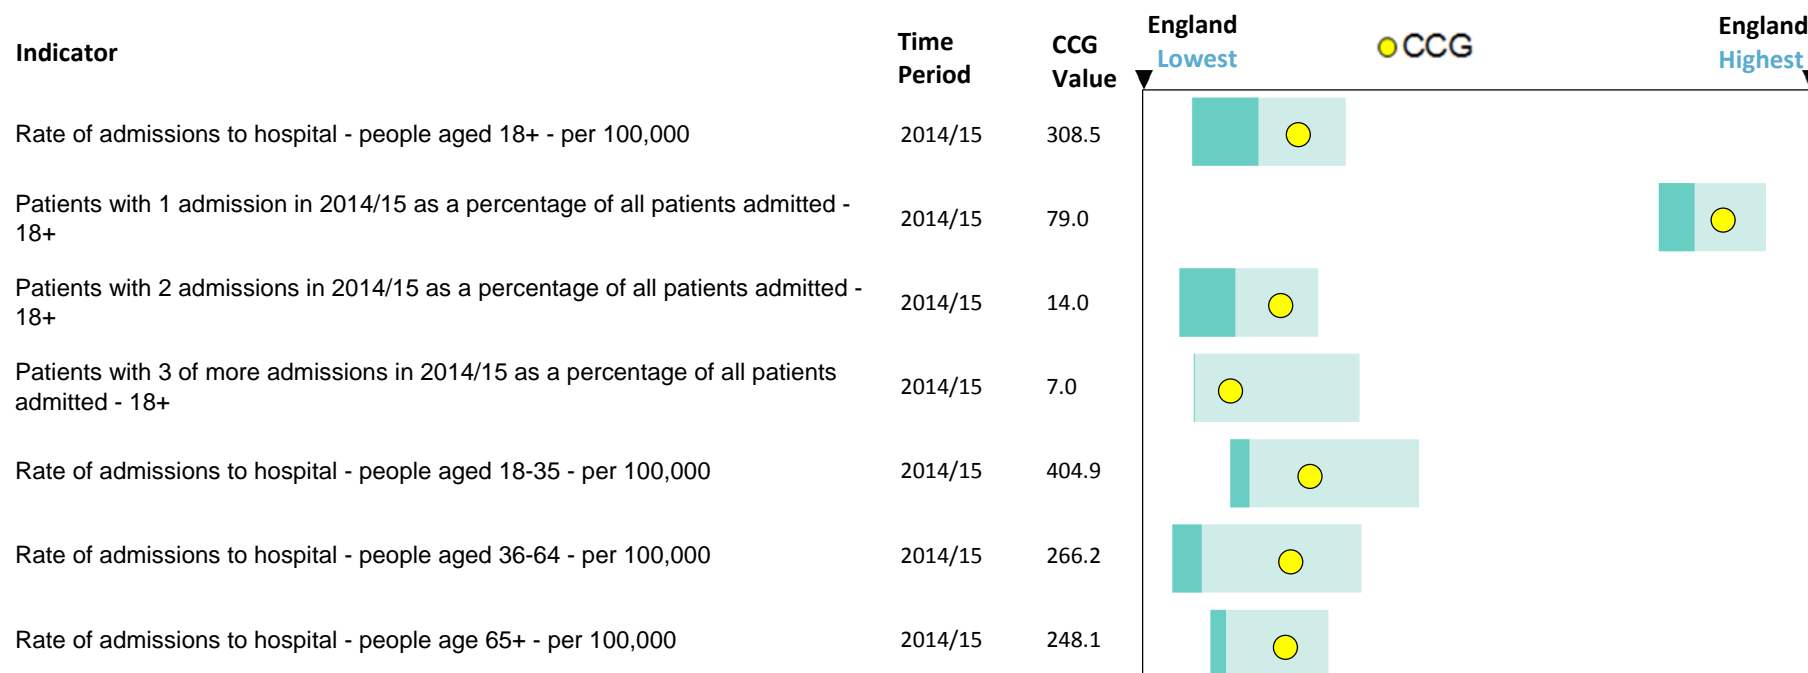 Indicator
Time Period
CCG Value
England Lowest
CCG
England Highest
Rate of admissions to hospital - people aged 18+ - per 100,000 2014/15 308.5
Patients with 1 admission in 2014/15 as a percentage of all patients admitted -
18+
2014/15 79.0
Patients with 2 admissions in 2014/15 as a percentage of all patients admitted -
18+
2014/15 14.0
Patients with 3 of more admissions in 2014/15 as a percentage of all patients
admitted - 18+
2014/15 7.0
Rate of admissions to hospital - people aged 18-35 - per 100,000 2014/15 404.9
Rate of admissions to hospital - people aged 36-64 - per 100,000 2014/15 266.2
Rate of admissions to hospital - people age 65+ - per 100,000 2014/15 248.1